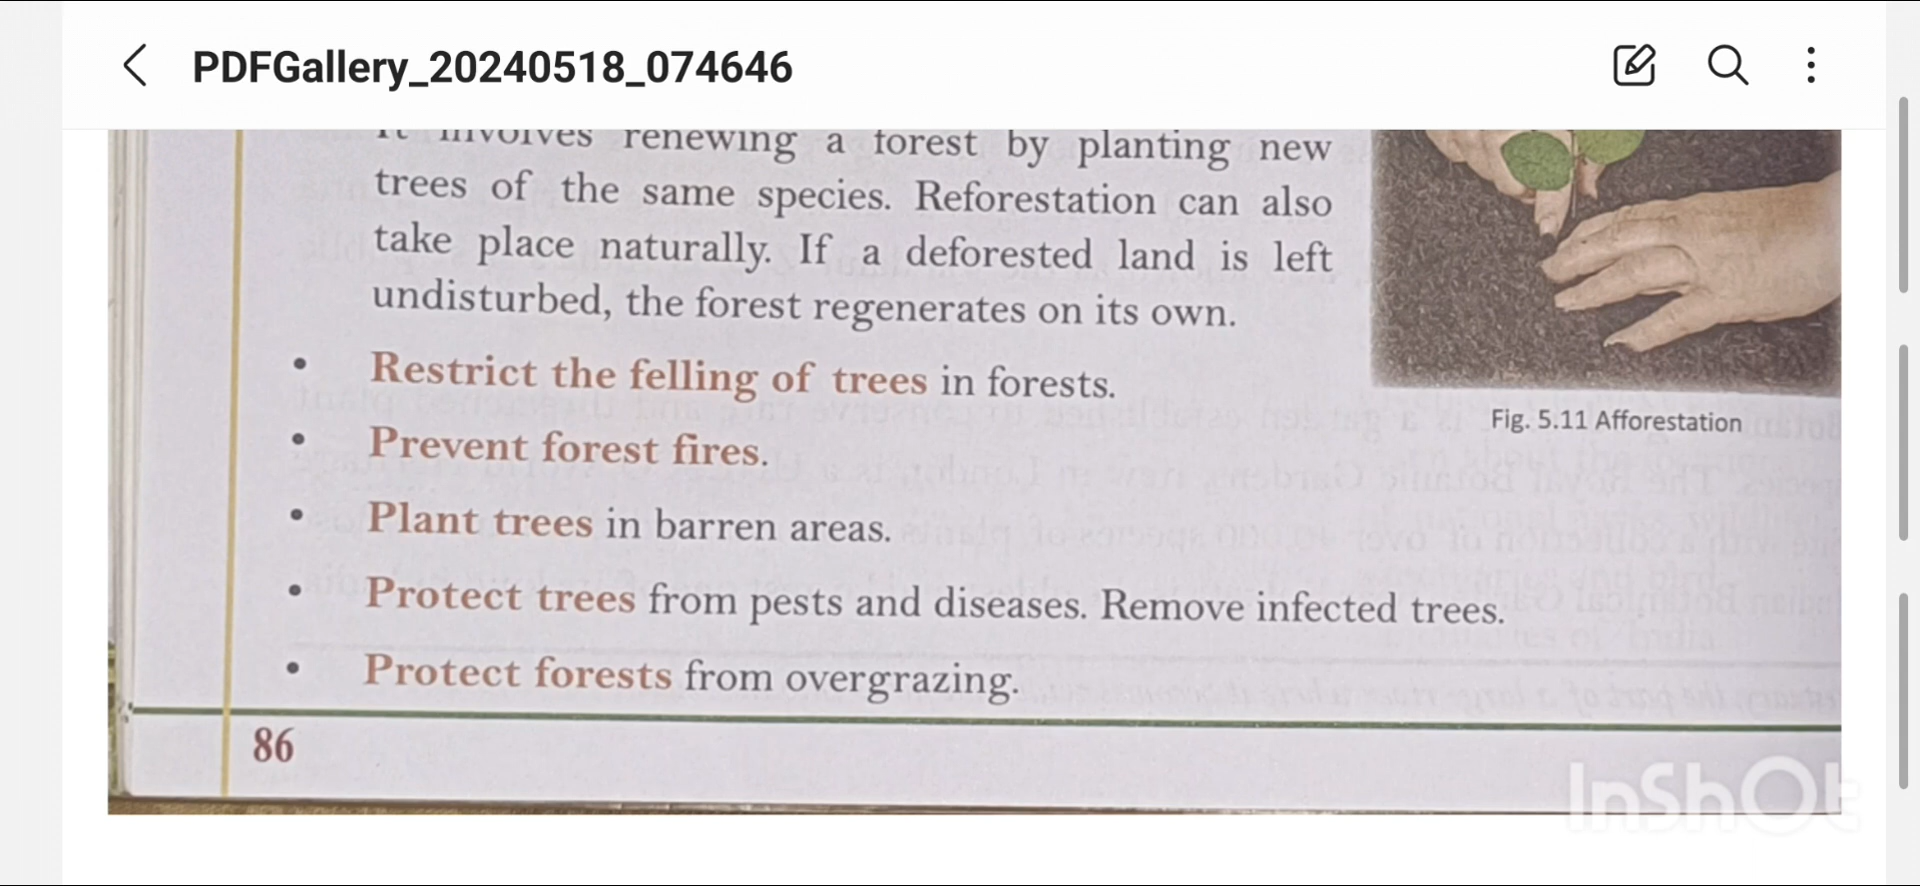 PDFGallery_20240518_074646
It involves renewing a forest by planting new
trees of the same species. Reforestation can also
take place naturally. If a deforested land is left
undisturbed, the forest regenerates on its own.
• Restrict the felling of trees in forests.
• Prevent forest fires.
• Plant trees in barren areas.
• Protect trees from pests and diseases. Remove infected trees.
• Protect forests from overgrazing.
Fig. 5.11 Afforestation
86
InShOt